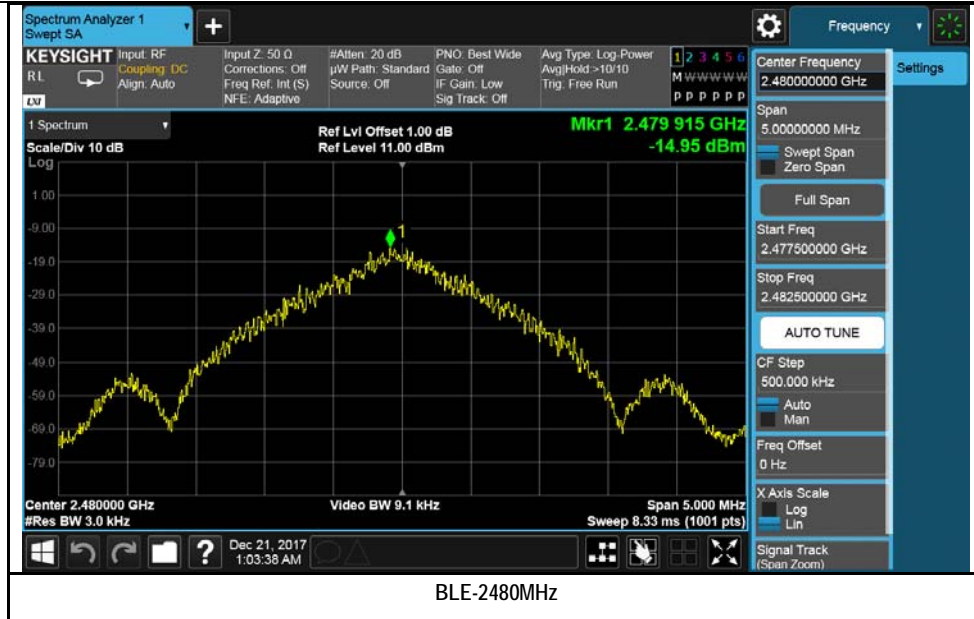 Spectrum Analyzer 1
Swept SA
+
Frequency
KEYSIGHT
RL
LXI
Input: RF
Coupling: DC
Align: Auto
Input Z: 50 Ω
Corrections: Off
Freq Ref: Int (S)
NFE: Adaptive
#Atten: 20 dB
µW Path: Standard
Source: Off
PNO: Best Wide
Gate: Off
IF Gain: Low
Sig Track: Off
Avg Type: Log-Power
Avg|Hold:>10/10
Trig: Free Run
1 2 3 4 5 6
M W W W W W
P P P P P P
1 Spectrum
Scale/Div 10 dB
Ref Lvl Offset 1.00 dB
Ref Level 11.00 dBm
Mkr1 2.479 915 GHz
-14.95 dBm
Log
1.00
-9.00
-19.0
-29.0
-39.0
-49.0
-59.0
-69.0
-79.0
1
Center 2.480000 GHz
#Res BW 3.0 kHz
Video BW 9.1 kHz
Span 5.000 MHz
Sweep 8.33 ms (1001 pts)
?
Dec 21, 2017
1:03:38 AM
Center Frequency
2.480000000 GHz
Span
5.00000000 MHz
Swept Span
Zero Span
Full Span
Start Freq
2.477500000 GHz
Stop Freq
2.482500000 GHz
AUTO TUNE
CF Step
500.000 kHz
Auto
Man
Freq Offset
0 Hz
X Axis Scale
Log
Lin
Signal Track
(Span Zoom)
Settings
BLE-2480MHz